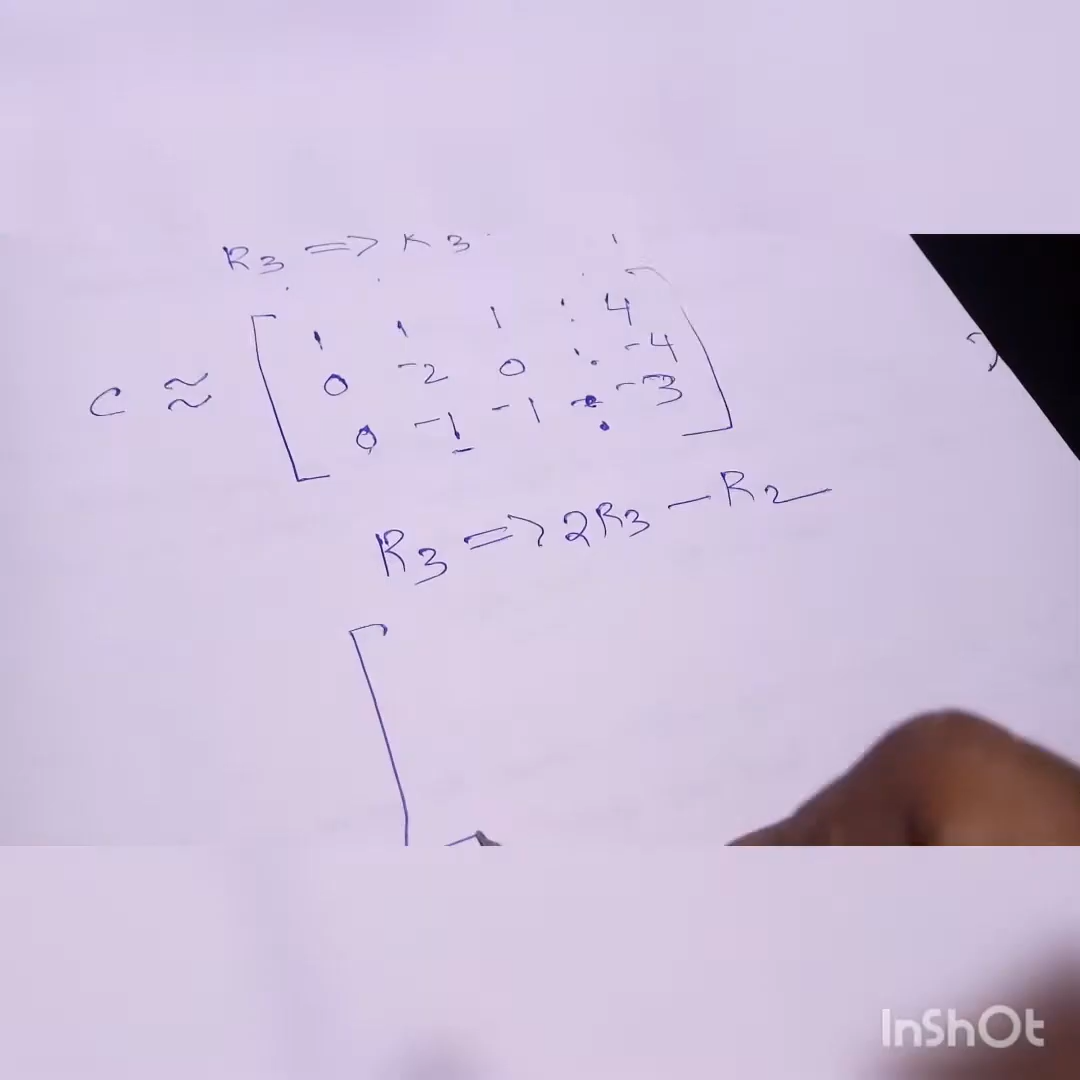 R3 => R3
1 1 1 : 4
C ≈ 0 -2 0 : -4
0 -1 -1 : -3
R3 => 2R3 - R2
InShOt